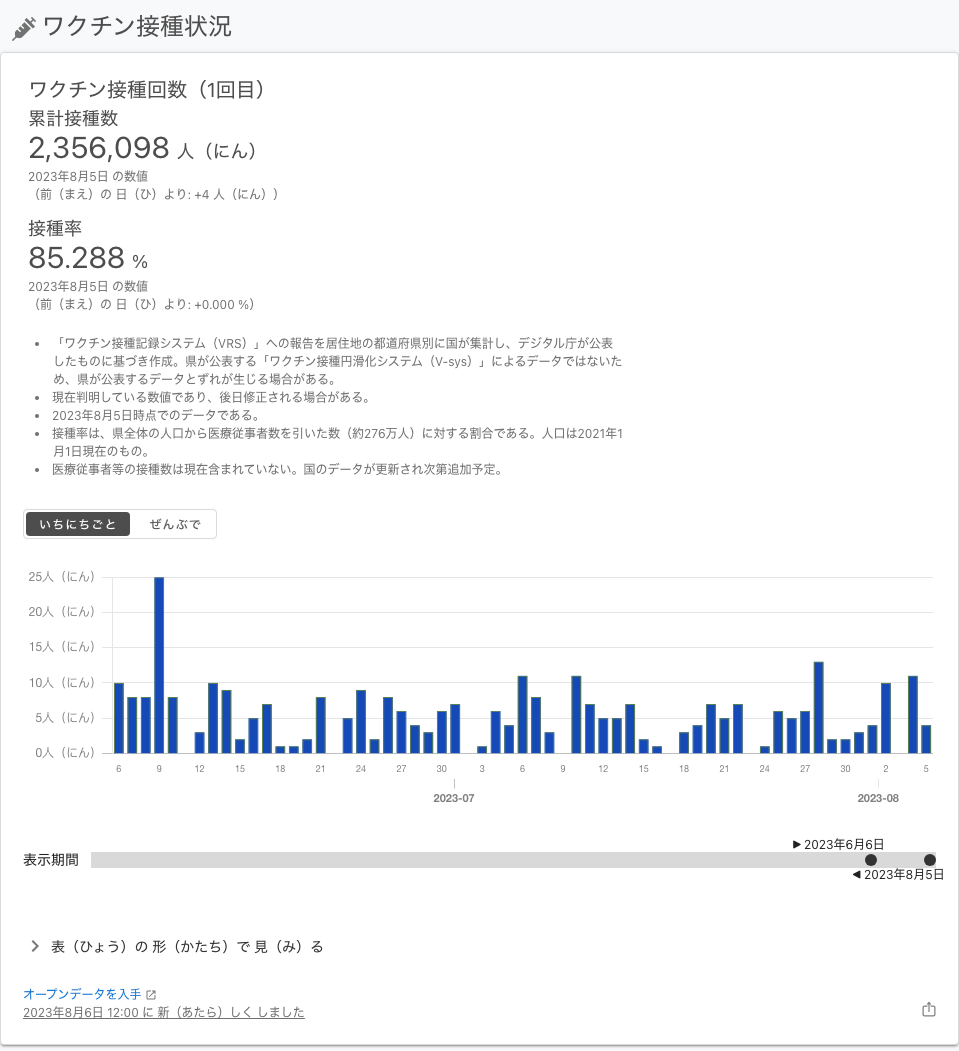 ワクチン接種状況
ワクチン接種回数（1回目）
累計接種数
2,356,098 人（にん）
2023年8月5日 の数値
（前（まえ）の 日（ひ）より: +4 人（にん））
接種率
85.288 %
2023年8月5日 の数値
（前（まえ）の 日（ひ）より: +0.000 %）
• 「ワクチン接種記録システム（VRS）」への報告を居住地の都道府県別に国が集計し、デジタル庁が公表
したものに基づき作成。県が公表する「ワクチン接種円滑化システム（V-sys）」によるデータではないた
め、県が公表するデータとずれが生じる場合がある。
• 現在判明している数値であり、後日修正される場合がある。
• 2023年8月5日時点でのデータである。
• 接種率は、県全体の人口から医療従事者数を引いた数（約276万人）に対する割合である。人口は2021年1
月1日現在のもの。
• 医療従事者等の接種数は現在含まれていない。国のデータが更新され次第追加予定。
いちにちごと ぜんぶで
25人（にん）
20人（にん）
15人（にん）
10人（にん）
5人（にん）
0人（にん）
6 9 12 15 18 21 24 27 30 3 6 9 12 15 18 21 24 27 30 2 5
2023-07 2023-08
2023年6月6日
表示期間
2023年8月5日
表（ひょう）の 形（かたち）で 見（み）る
オープンデータを入手
2023年8月6日 12:00 に 新（あたら）しく しました